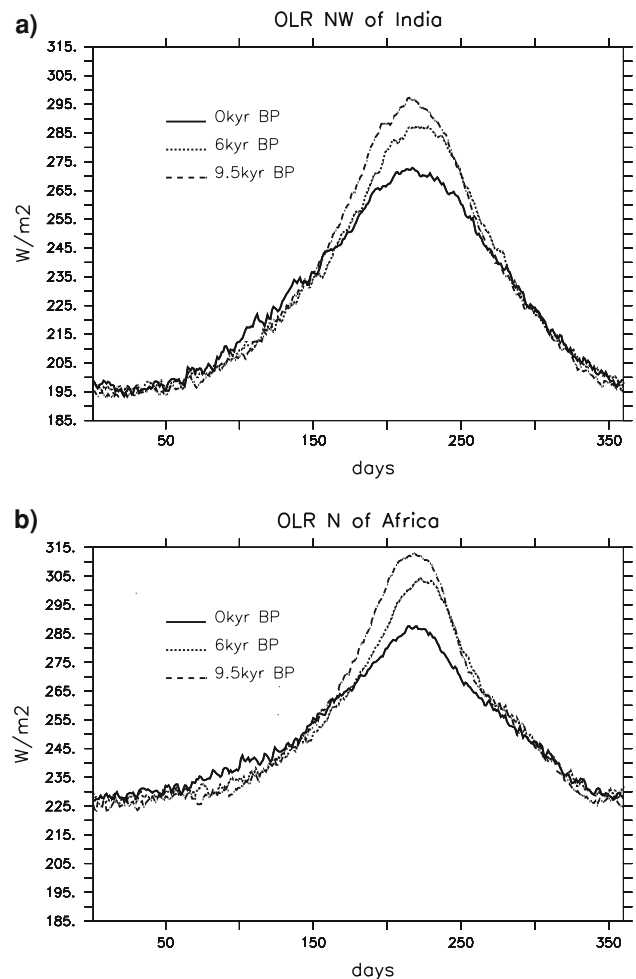 a)
OLR NW of India
315.
305.
295.
285.
275.
265.
255.
245.
235.
225.
215.
205.
195.
185.
W/m2
0kyr BP
6kyr BP
9.5kyr BP
50
150
250
350
days
b)
OLR N of Africa
315.
305.
295.
285.
275.
265.
255.
245.
235.
225.
215.
205.
195.
185.
W/m2
0kyr BP
6kyr BP
9.5kyr BP
50
150
250
350
days